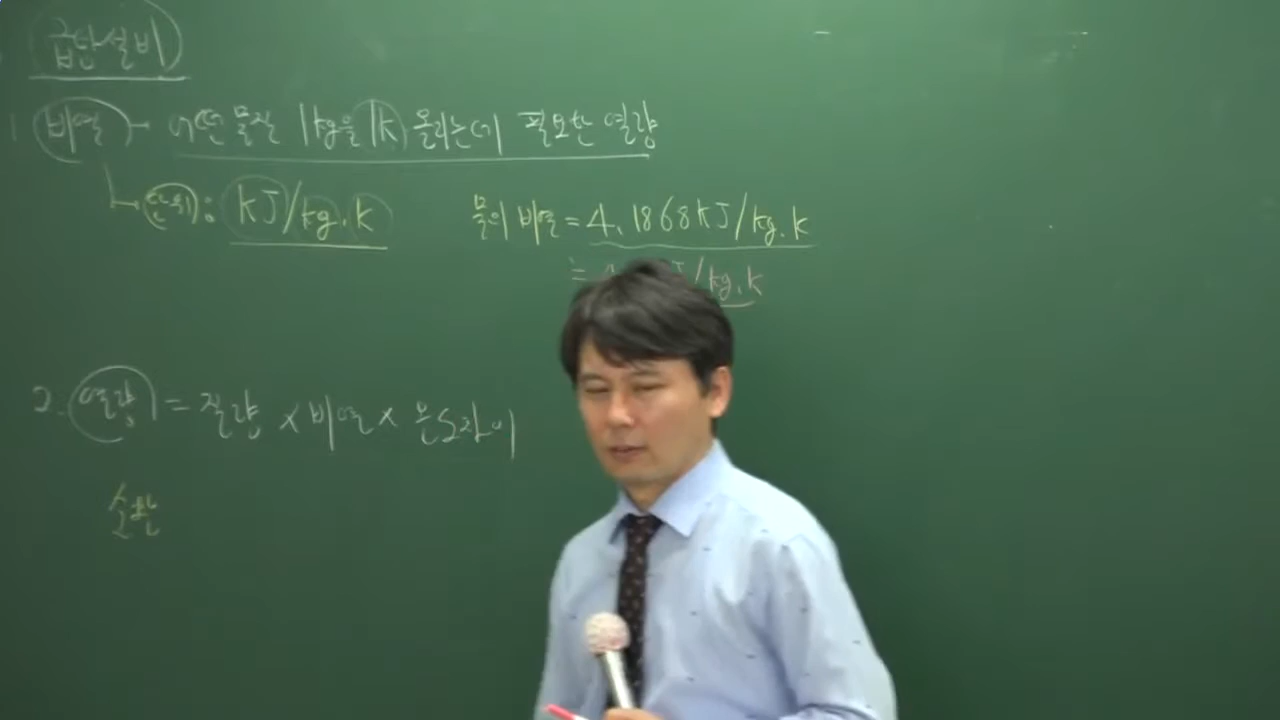 급탕설비
1 비열 - 어떤 물질 1kg을 1k 올리는데 필요한 열량
단위: kJ/kg.k 물의 비열 = 4.1868kJ/kg.k
≒ /kg.k
2. 열량 = 질량 × 비열 × 온도차이
순환